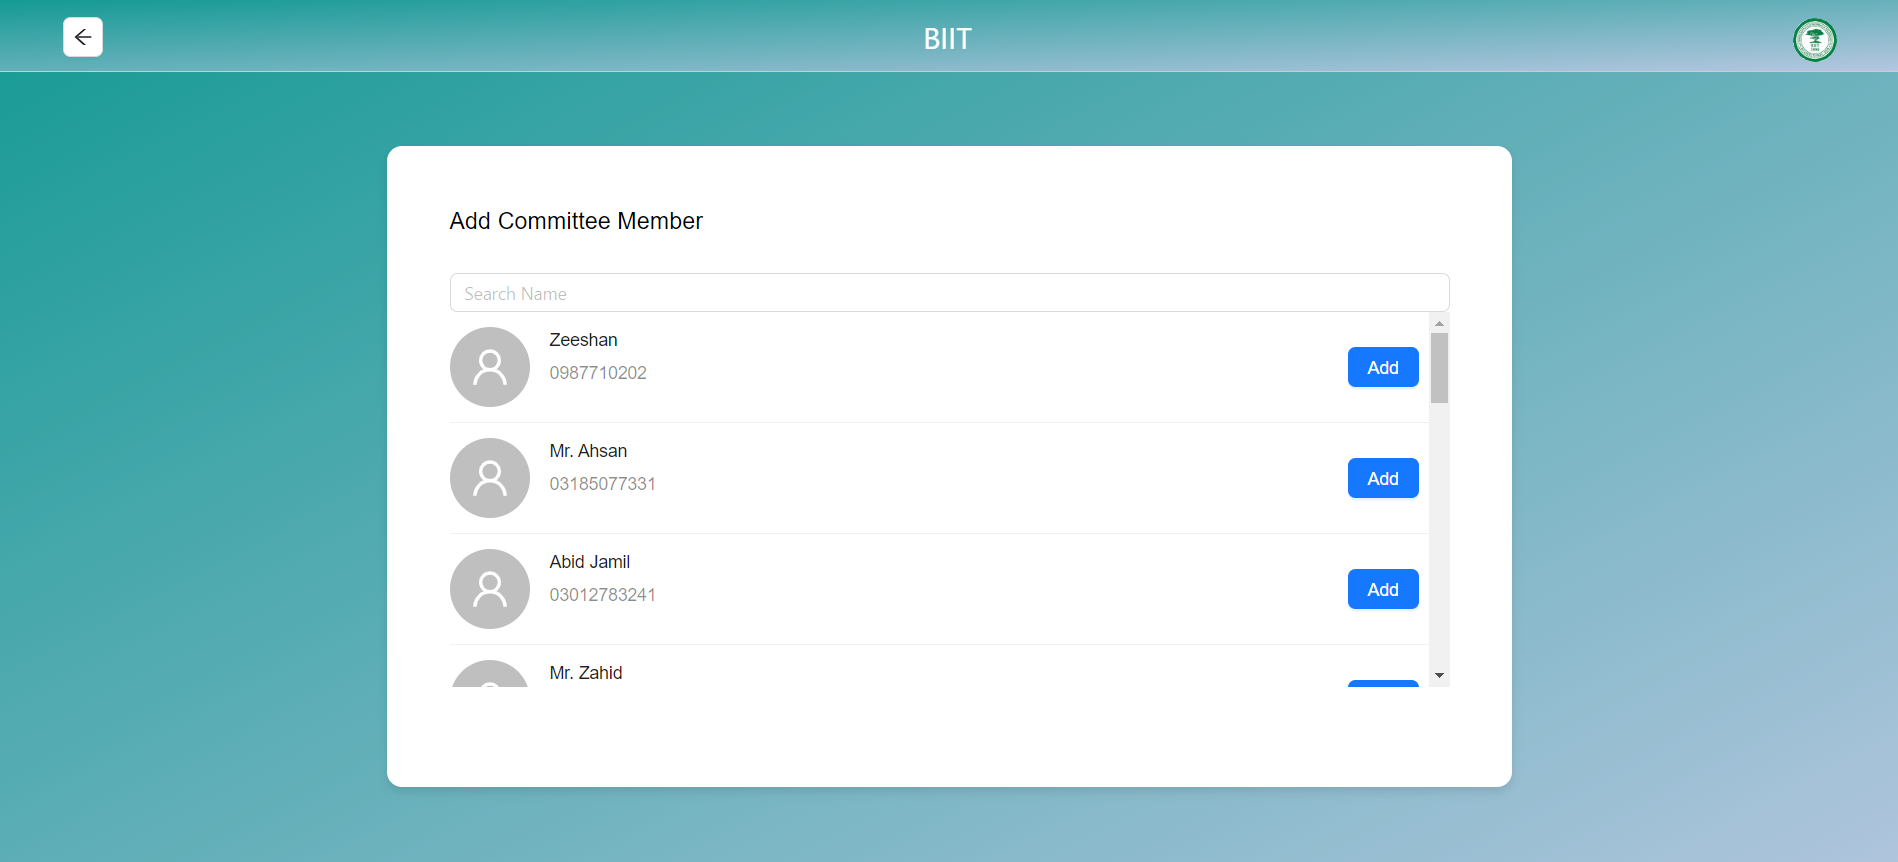 BIIT
Add Committee Member
Search Name
Zeeshan
0987710202
Add
Mr. Ahsan
03185077331
Add
Abid Jamil
03012783241
Add
Mr. Zahid